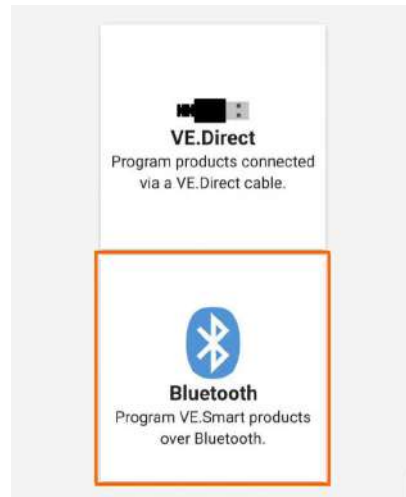 VE.Direct
Program products connected
via a VE.Direct cable.
Bluetooth
Program VE.Smart products
over Bluetooth.